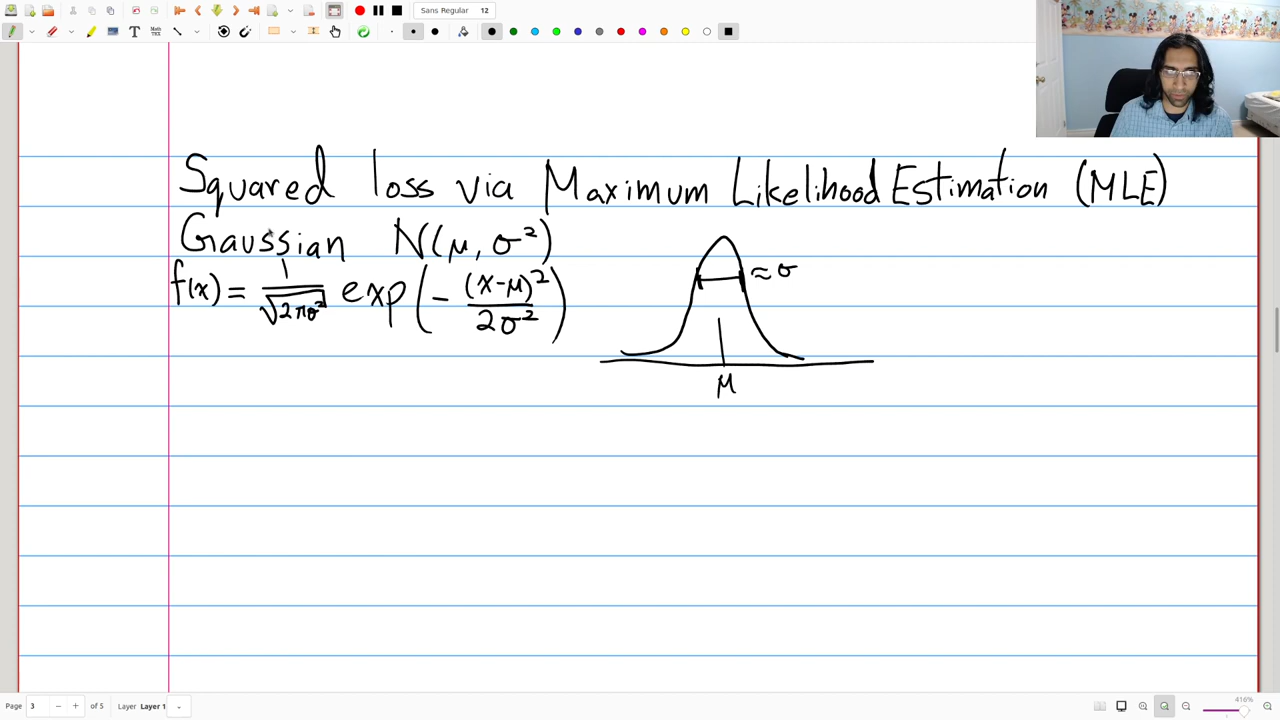 Sans Regular 12
Squared loss via Maximum Likelihood Estimation (MLE)
Gaussian N(μ, σ²)
f(x) = 1/√2πσ² exp(-(x-μ)²/2σ²)
≈σ
μ
Page 3 of 5 Layer Layer 1
416%